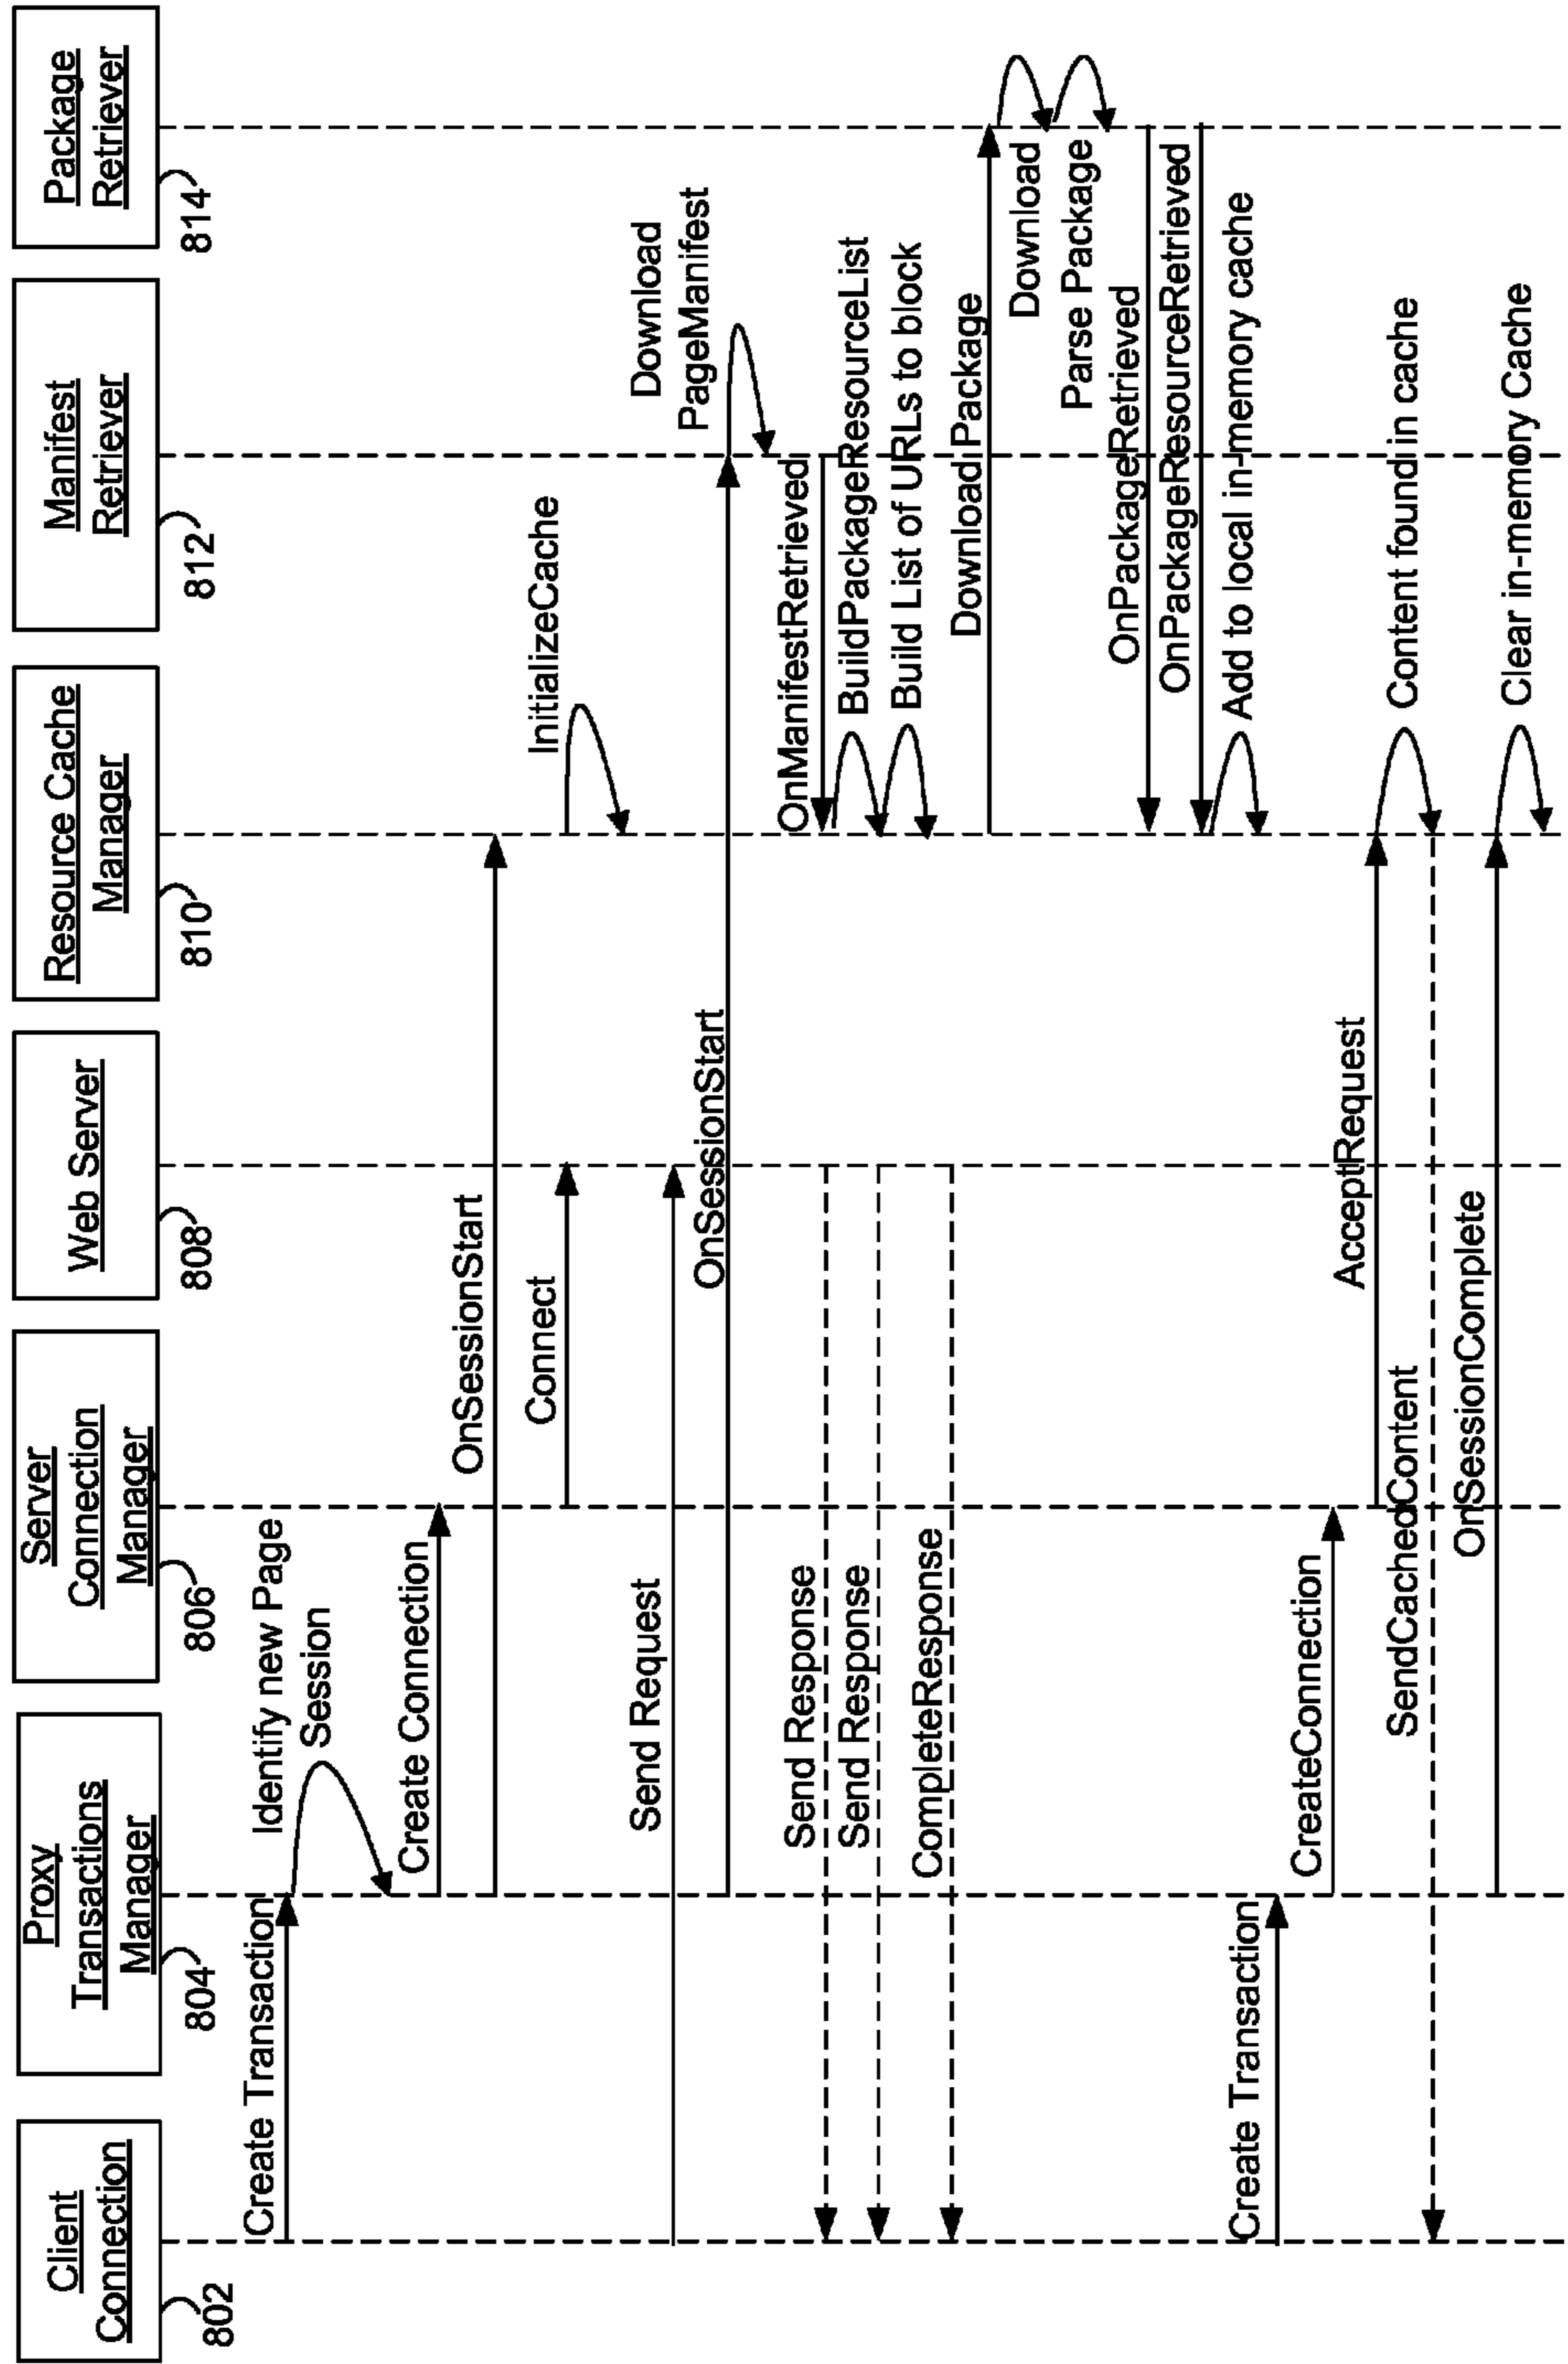 Client
Connection
802
Proxy
Transactions
Manager
804
Server
Connection
Manager
806
Web Server
808
Resource Cache
Manager
810
Manifest
Retriever
812
Package
Retriever
814
Create Transaction
Identify new Page
Session
Create Connection
OnSessionStart
Connect
InitializeCache
Send Request
Download
PageManifest
OnSessionStart
Send Response
OnManifestRetrieved
Send Response
BuildPackageResourceList
CompleteResponse
Build List of URLs to block
DownloadPackage
Download
Parse Package
OnPackageRetrieved
OnPackageResourceRetrieved
Add to local in-memory cache
Create Transaction
CreateConnection
AcceptRequest
Content found in cache
SendCachedContent
OnSessionComplete
Clear in-memory Cache